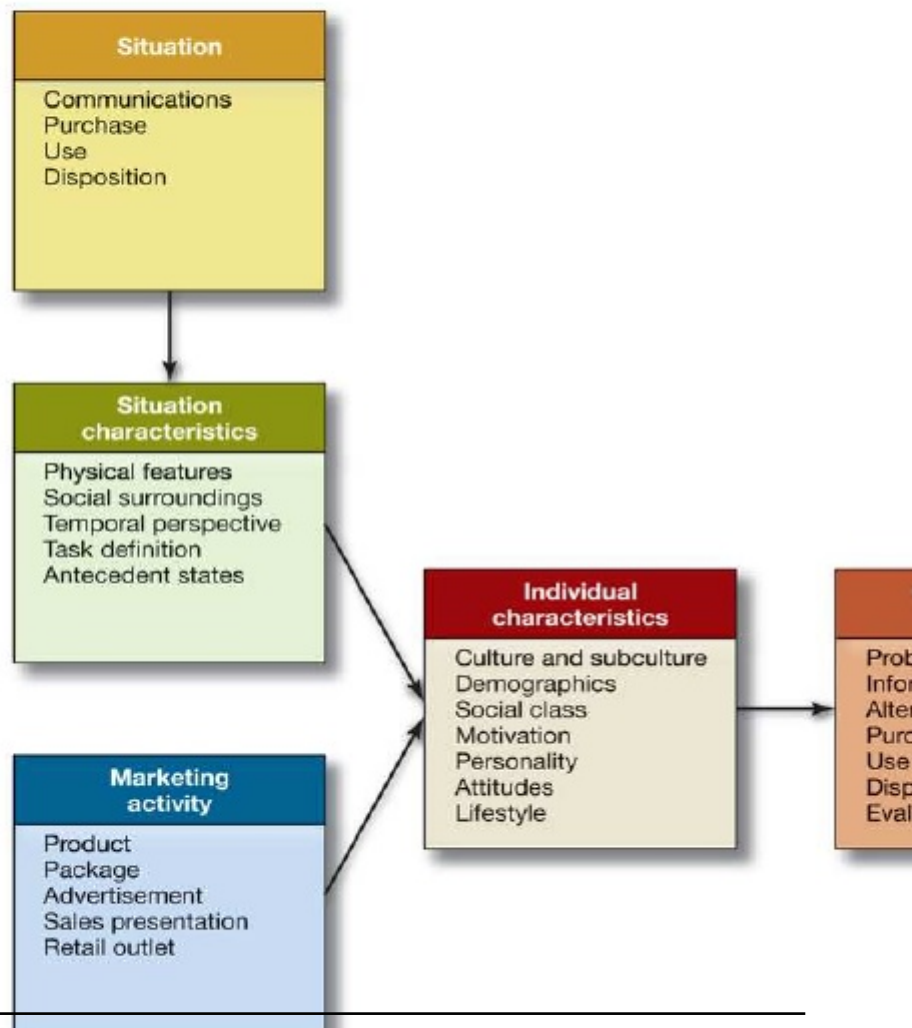 Situation
Communications
Purchase
Use
Disposition
Situation
characteristics
Physical features
Social surroundings
Temporal perspective
Task definition
Antecedent states
Marketing
activity
Product
Package
Advertisement
Sales presentation
Retail outlet
Individual
characteristics
Culture and subculture
Demographics
Social class
Motivation
Personality
Attitudes
Lifestyle
Use